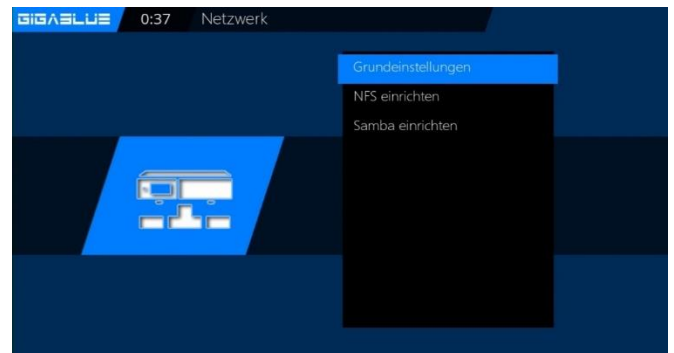 GIGABLUE 0:37 Netzwerk
Grundeinstellungen
NFS einrichten
Samba einrichten